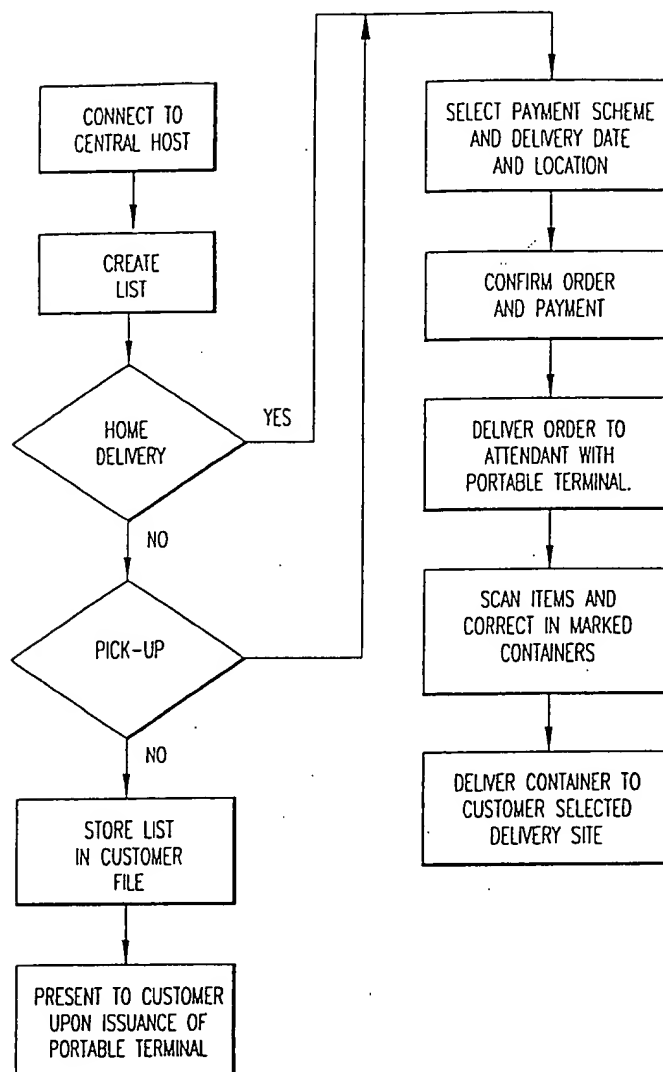 CONNECT TO
CENTRAL HOST
CREATE
LIST
HOME
DELIVERY
YES
NO
PICK-UP
NO
STORE LIST
IN CUSTOMER
FILE
PRESENT TO CUSTOMER
UPON ISSUANCE OF
PORTABLE TERMINAL
SELECT PAYMENT SCHEME
AND DELIVERY DATE
AND LOCATION
CONFIRM ORDER
AND PAYMENT
DELIVER ORDER TO
ATTENDANT WITH
PORTABLE TERMINAL.
SCAN ITEMS AND
CORRECT IN MARKED
CONTAINERS
DELIVER CONTAINER TO
CUSTOMER SELECTED
DELIVERY SITE